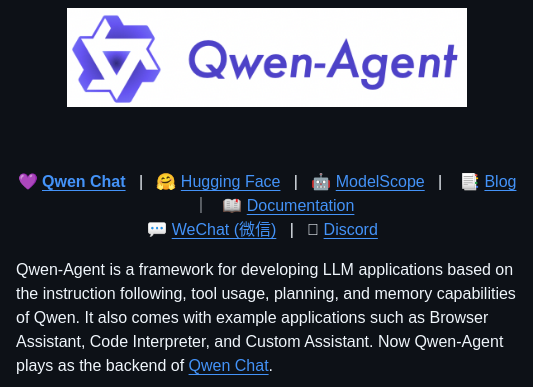 Qwen-Agent
💜 Qwen Chat | 🤗 Hugging Face | 🤖 ModelScope | 📑 Blog
| 📖 Documentation
💬 WeChat (微信) | Discord
Qwen-Agent is a framework for developing LLM applications based on
the instruction following, tool usage, planning, and memory capabilities
of Qwen. It also comes with example applications such as Browser
Assistant, Code Interpreter, and Custom Assistant. Now Qwen-Agent
plays as the backend of Qwen Chat.